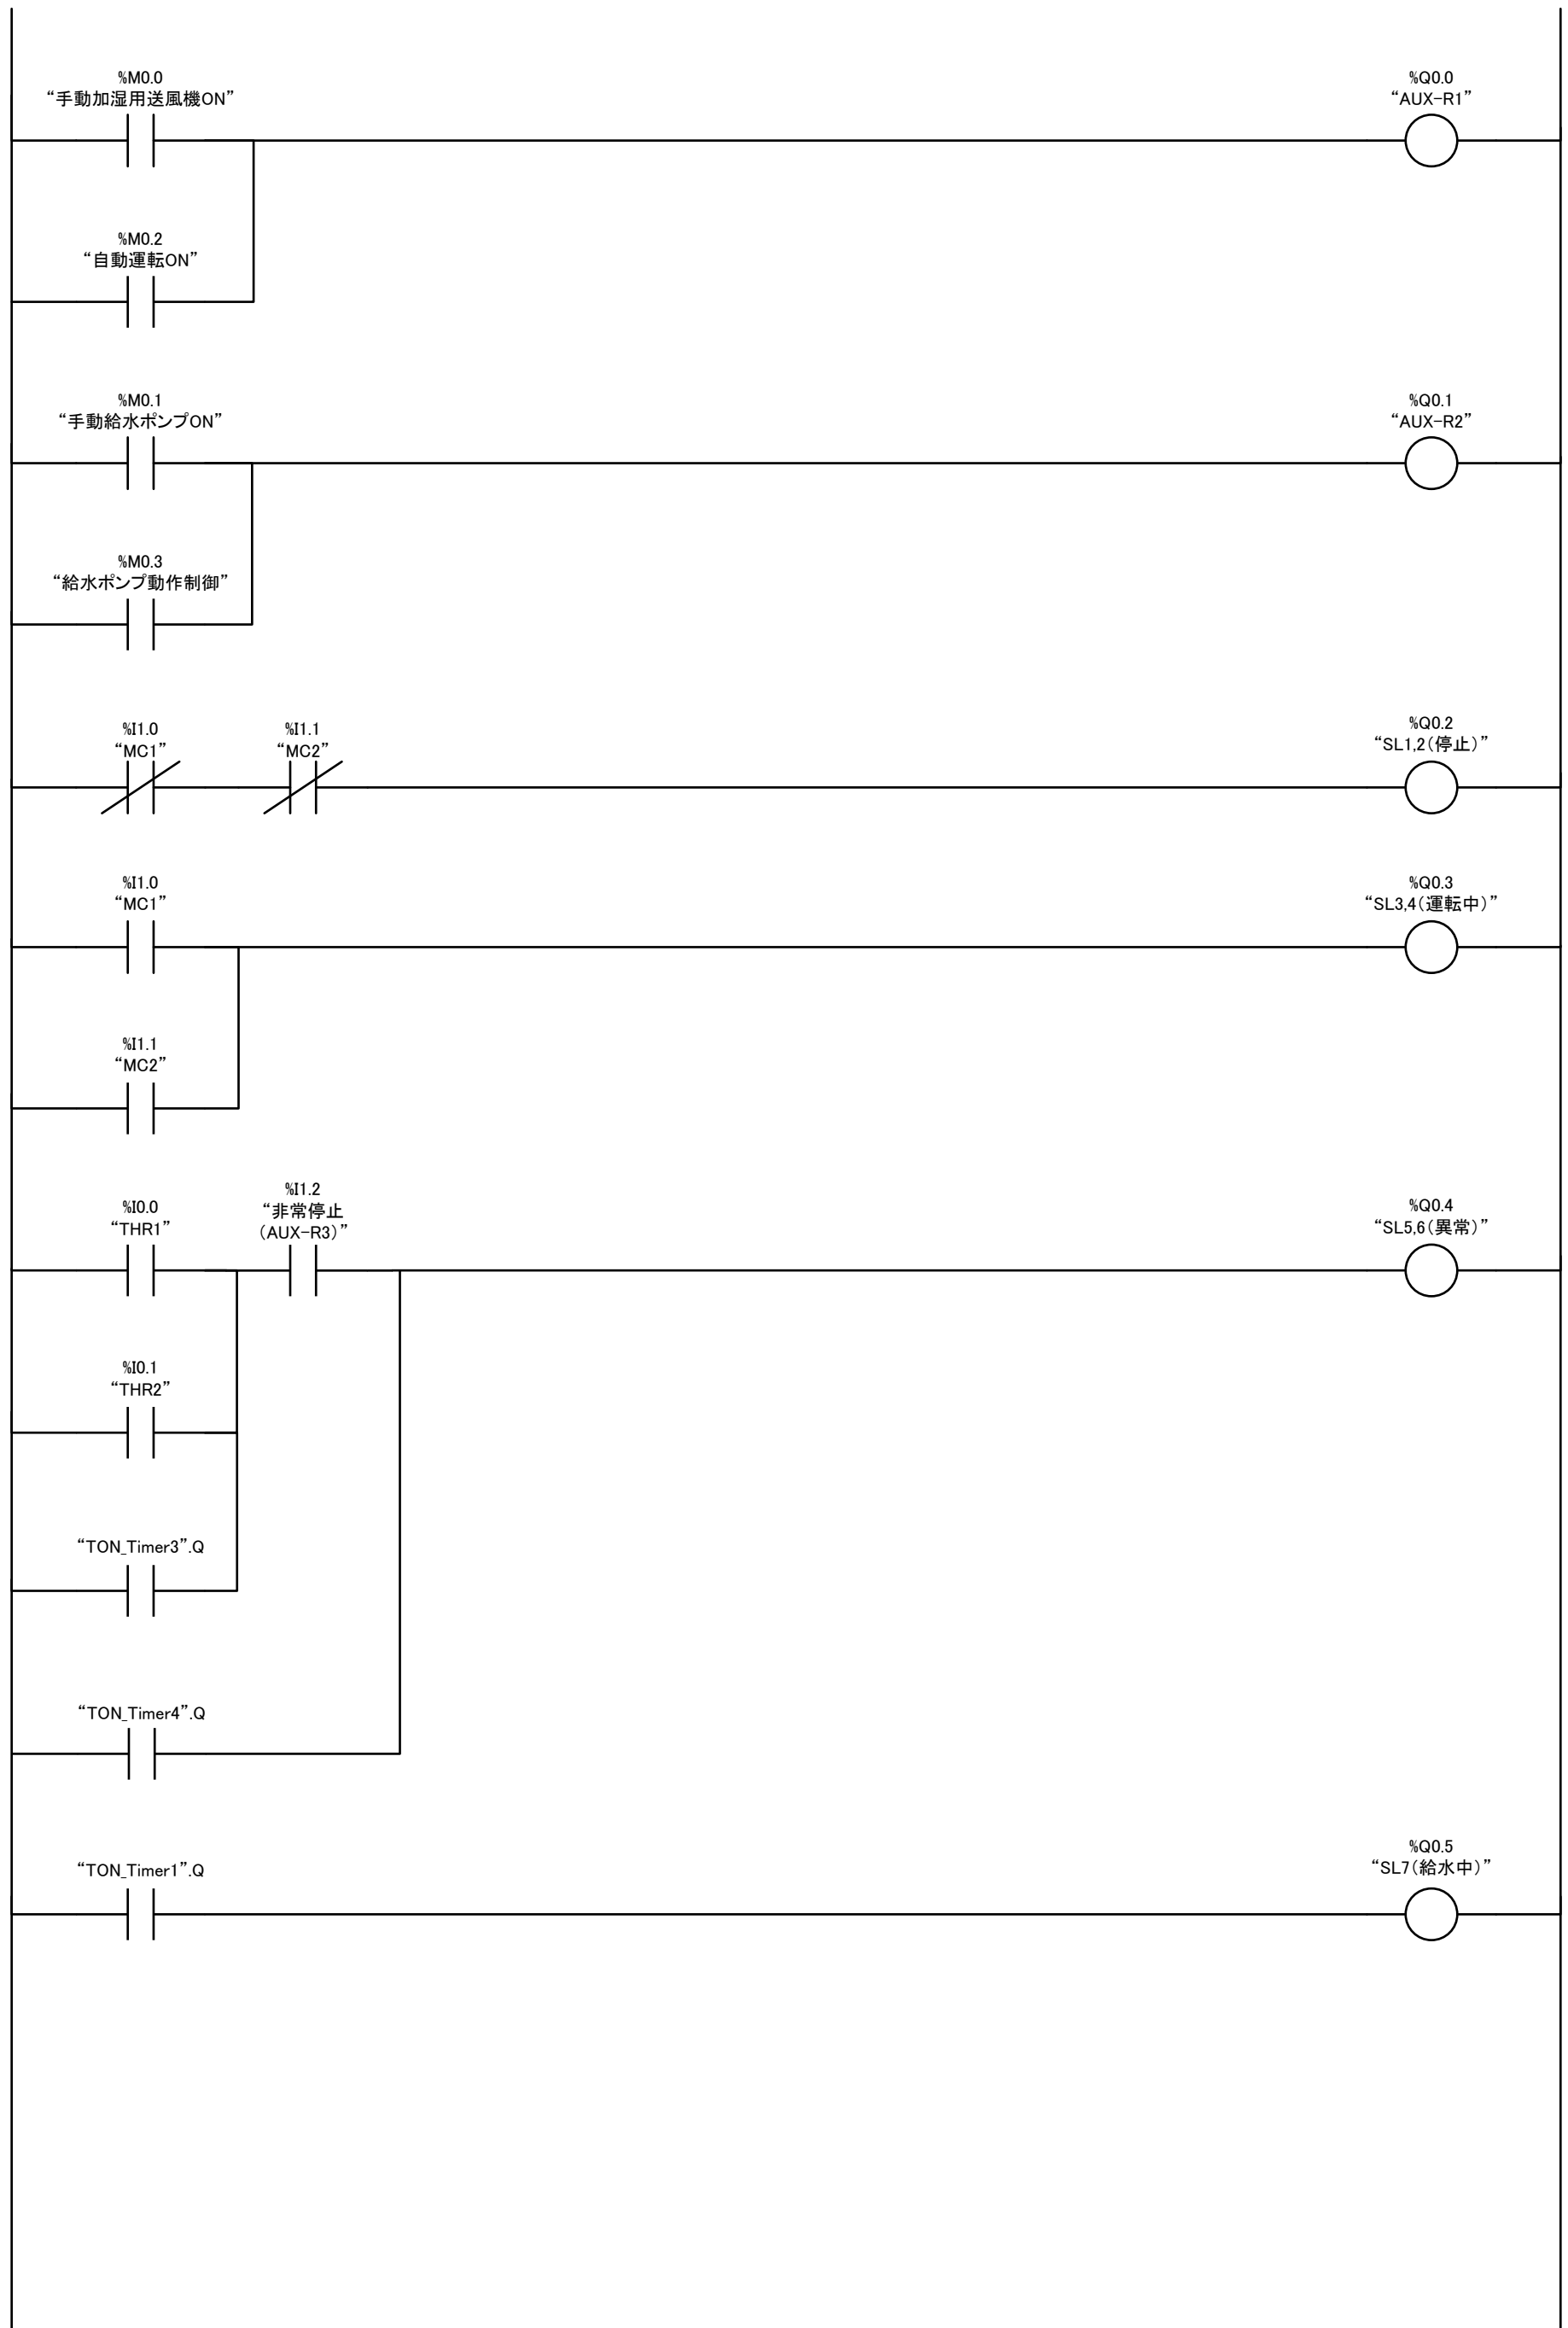 %M0.0
“手動加湿用送風機ON”
%Q0.0
“AUX-R1”
%M0.2
“自動運転ON”
%M0.1
“手動給水ポンプON”
%Q0.1
“AUX-R2”
%M0.3
“給水ポンプ動作制御”
%I1.0
“MC1”
%I1.1
“MC2”
%Q0.2
“SL1,2(停止)”
%I1.0
“MC1”
%Q0.3
“SL3,4(運転中)”
%I1.1
“MC2”
%I0.0
“THR1”
%I1.2
“非常停止
(AUX-R3)”
%Q0.4
“SL5,6(異常)”
%I0.1
“THR2”
“TON_Timer3”.Q
“TON_Timer4”.Q
“TON_Timer1”.Q
%Q0.5
“SL7(給水中)”